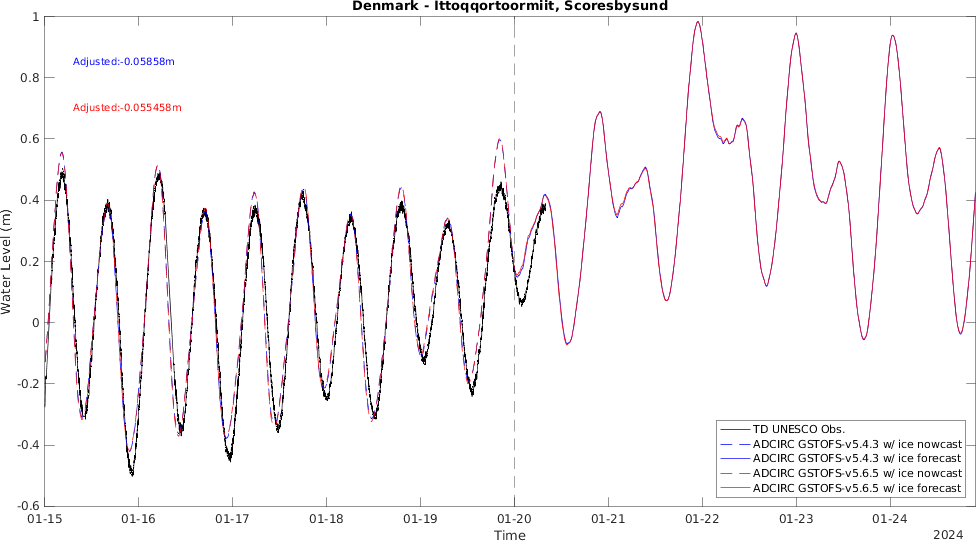 Denmark - Ittoqqortoormiit, Scoresbysund
Adjusted:-0.05858m
Adjusted:-0.055458m
Water Level (m)
1
0.8
0.6
0.4
0.2
0
-0.2
-0.4
-0.6
TD UNESCO Obs.
ADCIRC GSTOFS-v5.4.3 w/ ice nowcast
ADCIRC GSTOFS-v5.4.3 w/ ice forecast
ADCIRC GSTOFS-v5.6.5 w/ ice nowcast
ADCIRC GSTOFS-v5.6.5 w/ ice forecast
01-15 01-16 01-17 01-18 01-19 01-20 01-21 01-22 01-23 01-24
Time
2024